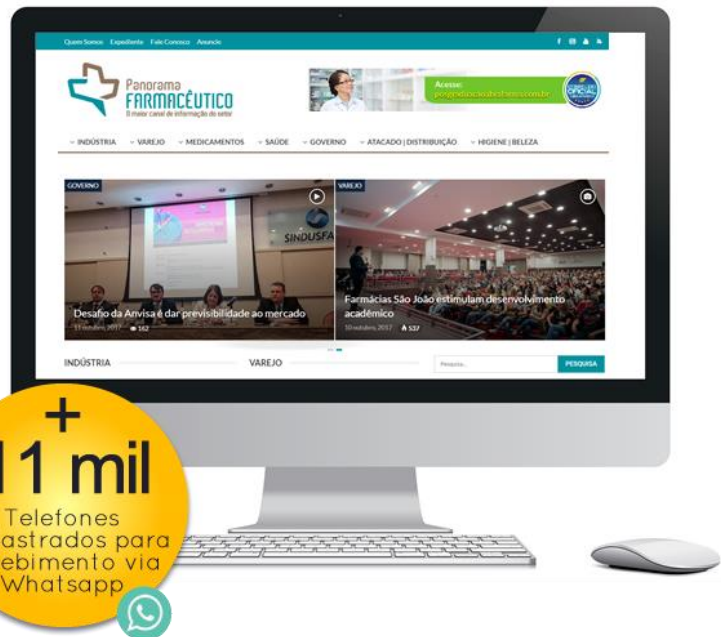 Quem Somos Expediente Fale Conosco Anuncie
Panorama
FARMACÊUTICO
O maior canal de informação do setor
Acesse:
INDÚSTRIA VAREJO MEDICAMENTOS SAÚDE GOVERNO ATACADO | DISTRIBUIÇÃO HIGIENE | BELEZA
GOVERNO
SINDUSFA
Desafio da Anvisa é dar previsibilidade ao mercado
11 outubro, 2017 162
VAREJO
Farmácias São João estimulam desenvolvimento
acadêmico
10 outubro, 2017 537
INDÚSTRIA
VAREJO
Pesquisa...
PESQUISA
+
11 mil
Telefones
astrados para
ebimento via
Whatsapp